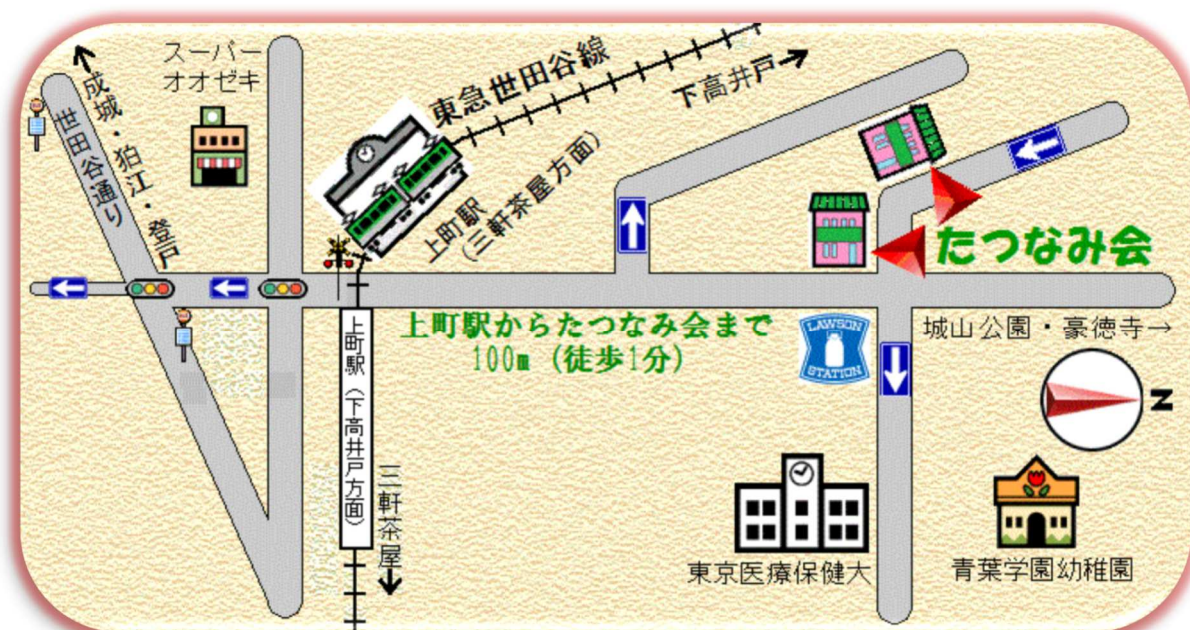 スーパー
オオゼキ
成城・狛江・登戸
世田谷通り
東急世田谷線
下高井戸
上町駅
(三軒茶屋方面)
たつなみ会
上町駅からたつなみ会まで
100m (徒歩1分)
上町駅(下高井戸方面)
三軒茶屋
LAWSON
STATION
城山公園・豪徳寺→
N
東京医療保健大
青葉学園幼稚園